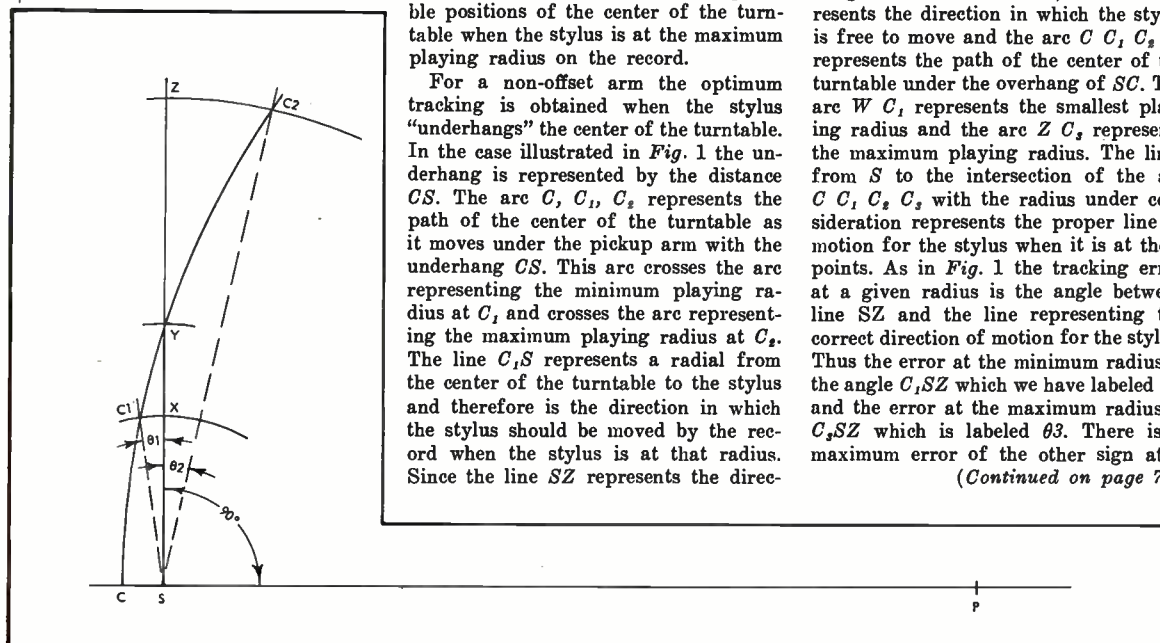 Z
C2
Y
C1
X
θ1
θ2
90°
C
S
P
ble positions of the center of the turn-
table when the stylus is at the maximum
playing radius on the record.
For a non-offset arm the optimum
tracking is obtained when the stylus
“underhangs” the center of the turntable.
In the case illustrated in Fig. 1 the un-
derhang is represented by the distance
CS. The arc C, C₁, C₂ represents the
path of the center of the turntable as
it moves under the pickup arm with the
underhang CS. This arc crosses the arc
representing the minimum playing ra-
dius at C₁ and crosses the arc represent-
ing the maximum playing radius at C₂.
The line C₁S represents a radial from
the center of the turntable to the stylus
and therefore is the direction in which
the stylus should be moved by the rec-
ord when the stylus is at that radius.
Since the line SZ represents the direc-
resents the direction in which the sty
is free to move and the arc C C₁ C₂
represents the path of the center of
turntable under the overhang of SC. T
arc W C₁ represents the smallest pla
ing radius and the arc Z C₃ represe
the maximum playing radius. The li
from S to the intersection of the
C C₁ C₂ C₃ with the radius under co
sideration represents the proper line
motion for the stylus when it is at the
points. As in Fig. 1 the tracking err
at a given radius is the angle betwe
line SZ and the line representing
correct direction of motion for the styl
Thus the error at the minimum radius
the angle C₁SZ which we have labeled
and the error at the maximum radius
C₃SZ which is labeled θ3. There is
maximum error of the other sign at
(Continued on page 7